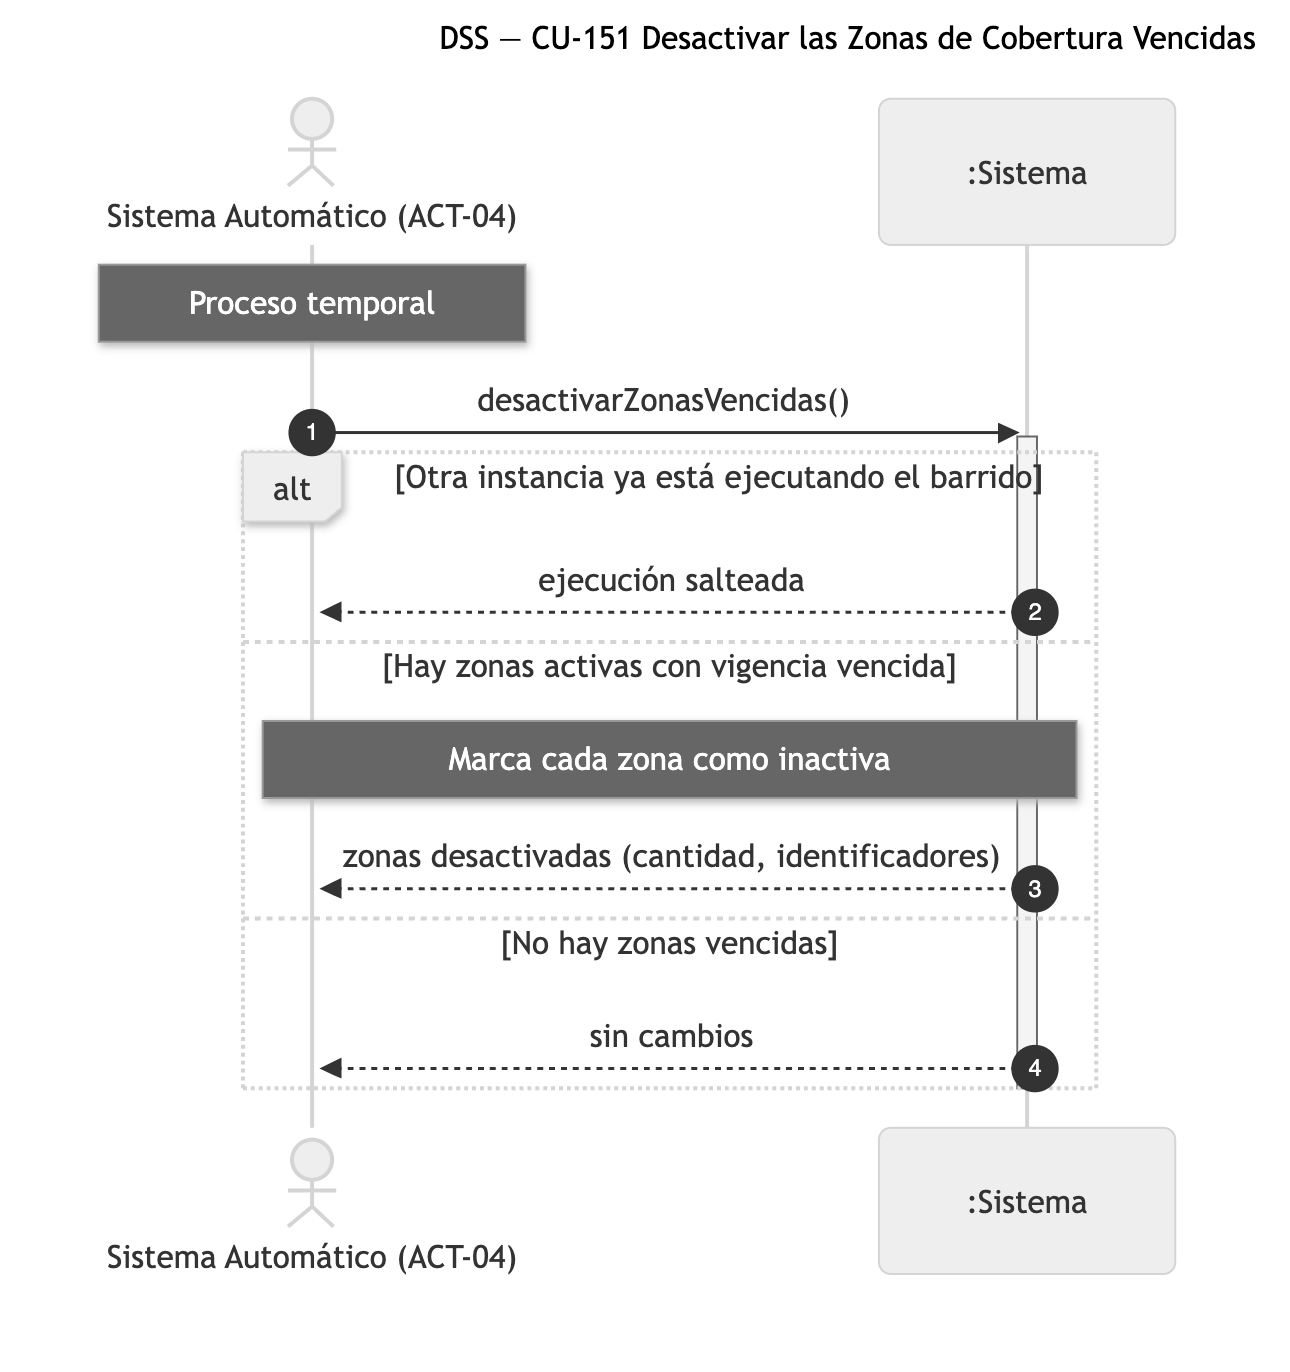 DSS — CU-151 Desactivar las Zonas de Cobertura Vencidas
:Sistema
Sistema Automático (ACT-04)
Proceso temporal
desactivarZonasVencidas()
1
alt
[Otra instancia ya está ejecutando el barrido]
ejecución salteada
2
[Hay zonas activas con vigencia vencida]
Marca cada zona como inactiva
zonas desactivadas (cantidad, identificadores)
3
[No hay zonas vencidas]
sin cambios
4
:Sistema
Sistema Automático (ACT-04)